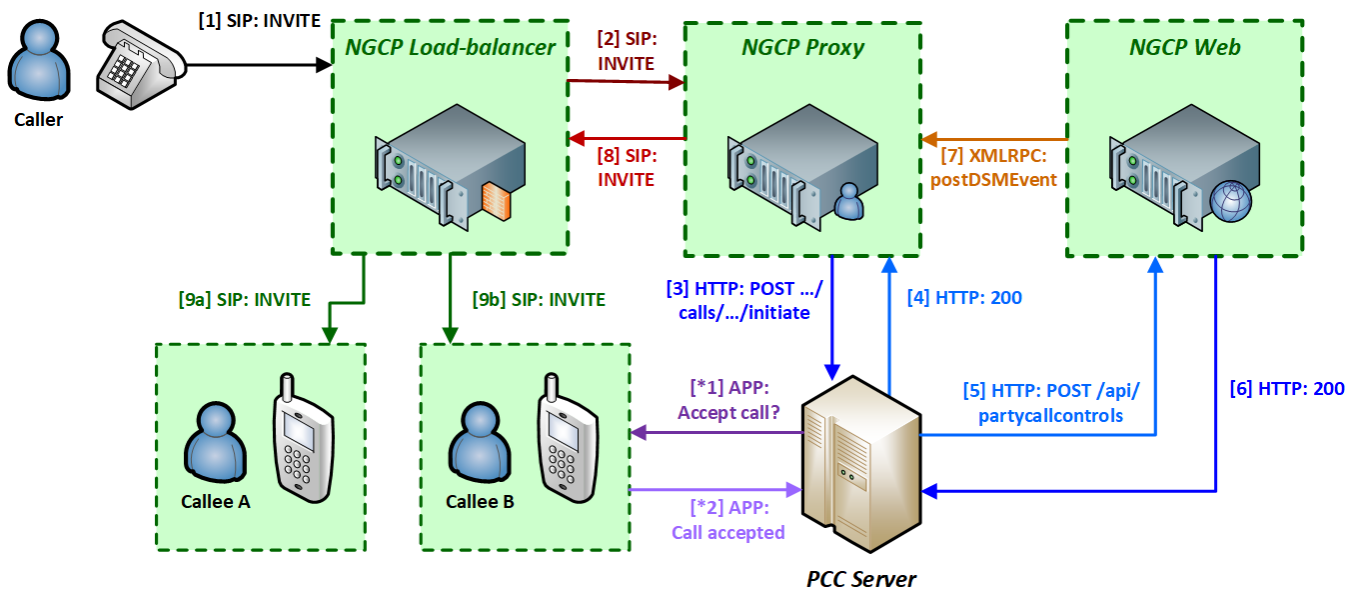 [1] SIP: INVITE
Caller
NGCP Load-balancer
[2] SIP:
INVITE
[8] SIP:
INVITE
NGCP Proxy
[7] XMLRPC:
postDSMEvent
NGCP Web
[9a] SIP: INVITE
[9b] SIP: INVITE
[3] HTTP: POST .../
calls/.../initiate
[4] HTTP: 200
[5] HTTP: POST /api/
partycallcontrols
[6] HTTP: 200
Callee A
Callee B
[*1] APP:
Accept call?
[*2] APP:
Call accepted
PCC Server